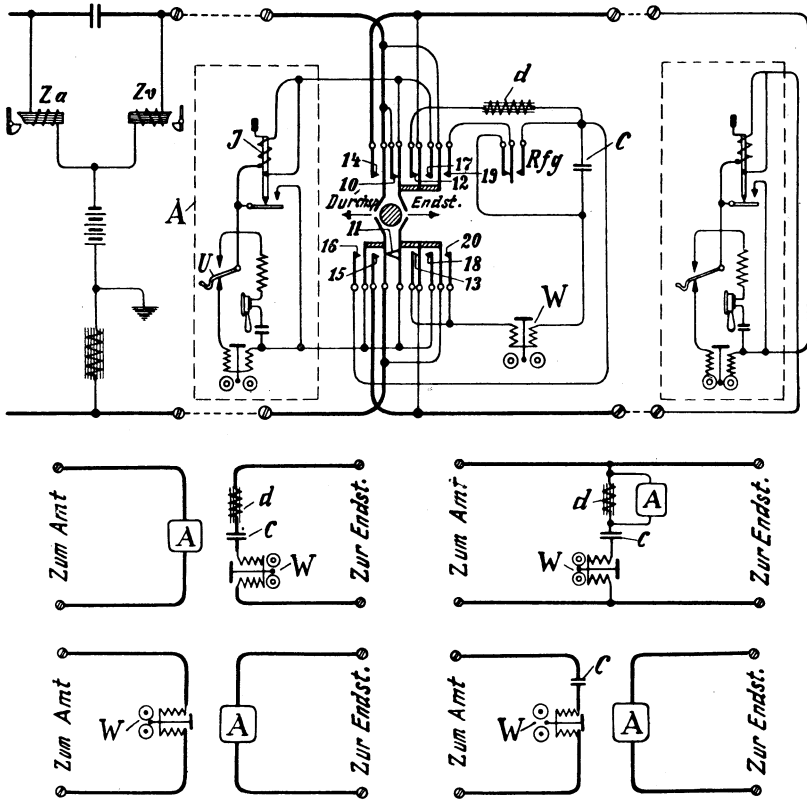 Za
Zv
d
J
14
17
Rfg
C
10
12
19
A
Durchspr
Endst.
11
16
20
U
15
18
13
W
Zum Amt
A
d
C
W
Zur Endst.
Zum Amt
d
A
C
W
Zur Endst.
Zum Amt
W
A
Zur Endst.
Zum Amt
C
W
A
Zur Endst.